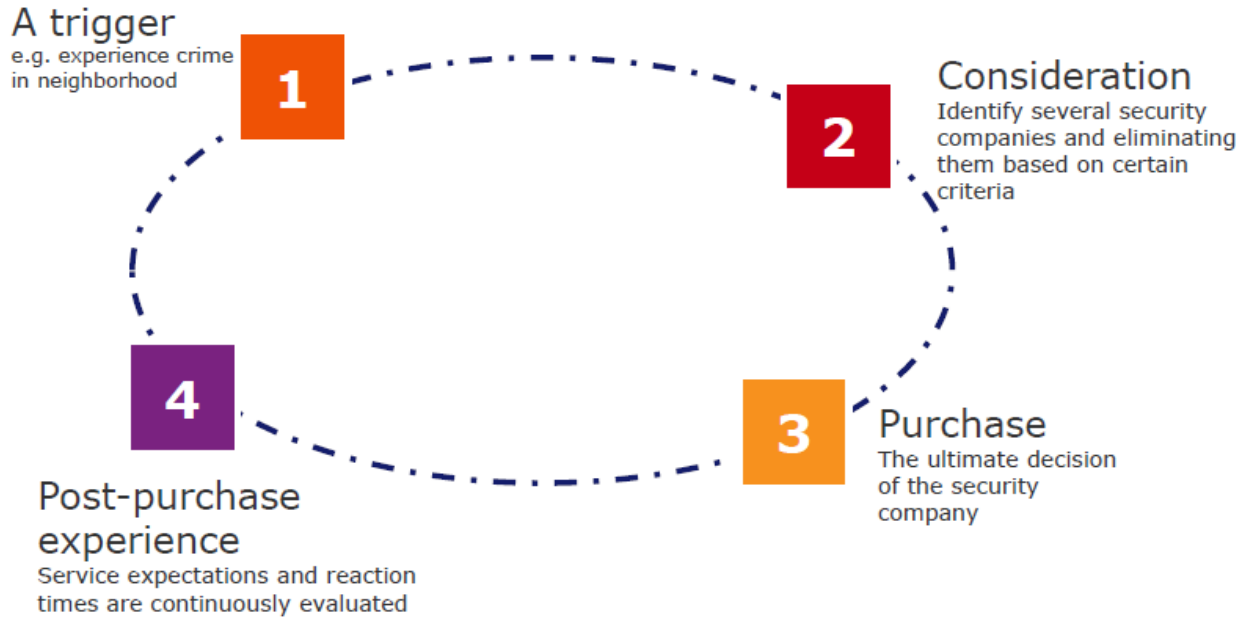 A trigger
e.g. experience crime
in neighborhood
1
2
Consideration
Identify several security
companies and eliminating
them based on certain
criteria
3
Purchase
The ultimate decision
of the security
company
4
Post-purchase
experience
Service expectations and reaction
times are continuously evaluated